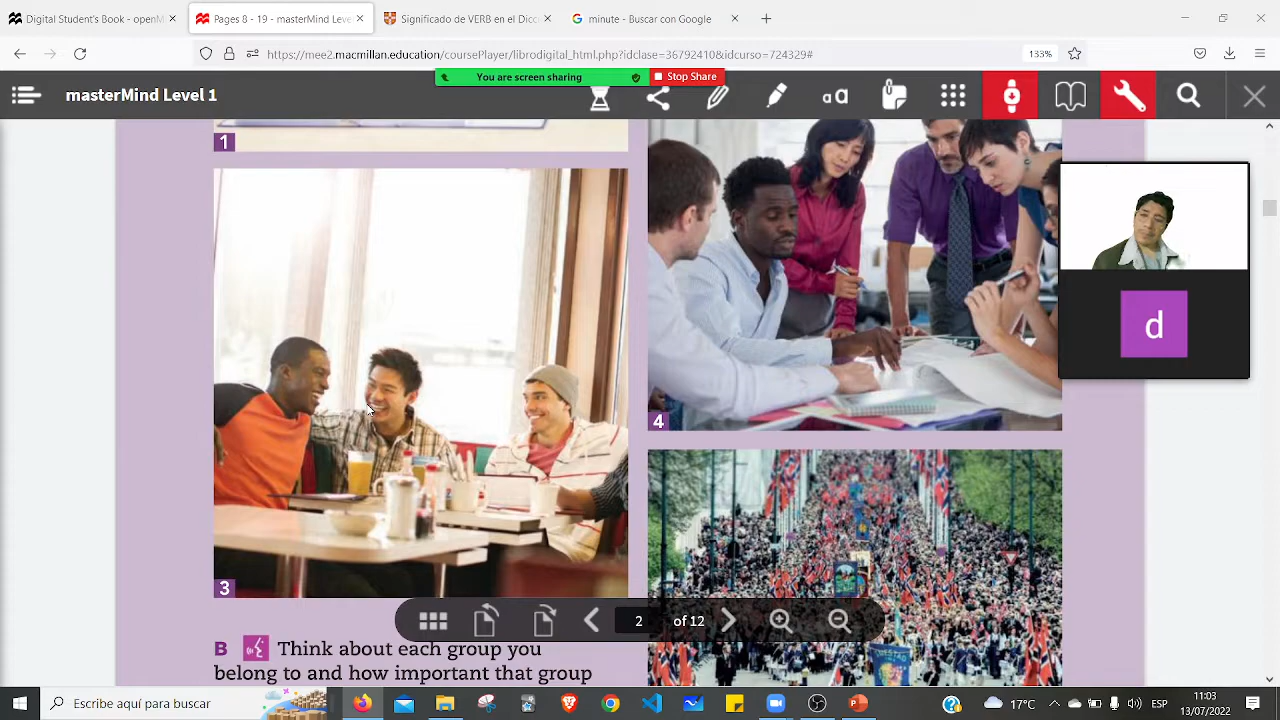 Digital Student's Book - openM
Pages 8 - 19 - masterMind Level
Significado de VERB en el Dicc
minute - buscar con Google
https://mee2.macmillan.education/coursePlayer/librodigital_html.php?idclase=36792410&idcurso=724329#
133%
You are screen sharing
Stop Share
masterMind Level 1
aa
1
4
d
3
2 of 12
B Think about each group you
belong to and how important that group
Escribe aquí para buscar
17°C
ESP
11:03
13/07/2022